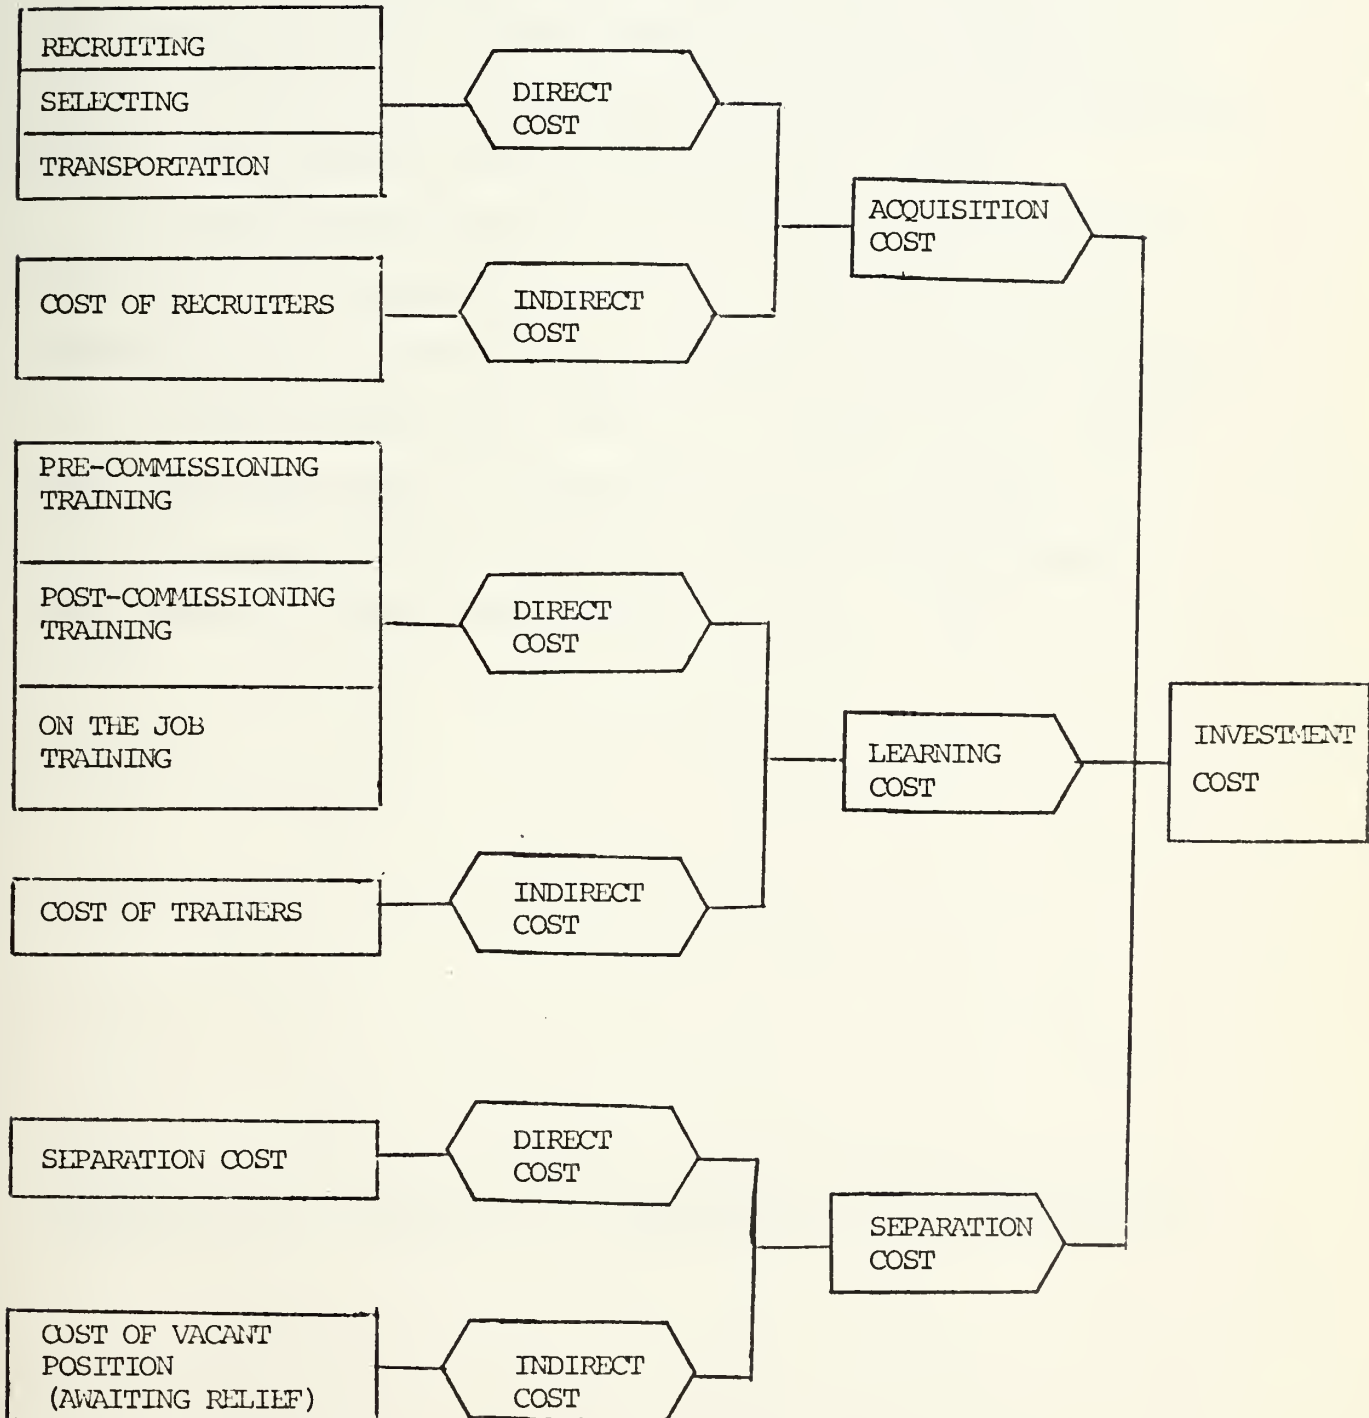 RECRUITING
SELECTING
TRANSPORTATION
DIRECT
COST
ACQUISITION
COST
COST OF RECRUITERS
INDIRECT
COST
PRE-COMMISSIONING
TRAINING
POST-COMMISSIONING
TRAINING
ON THE JOB
TRAINING
DIRECT
COST
LEARNING
COST
INVESTMENT
COST
COST OF TRAINERS
INDIRECT
COST
SEPARATION COST
DIRECT
COST
SEPARATION
COST
COST OF VACANT
POSITION
(AWAITING RELIEF)
INDIRECT
COST